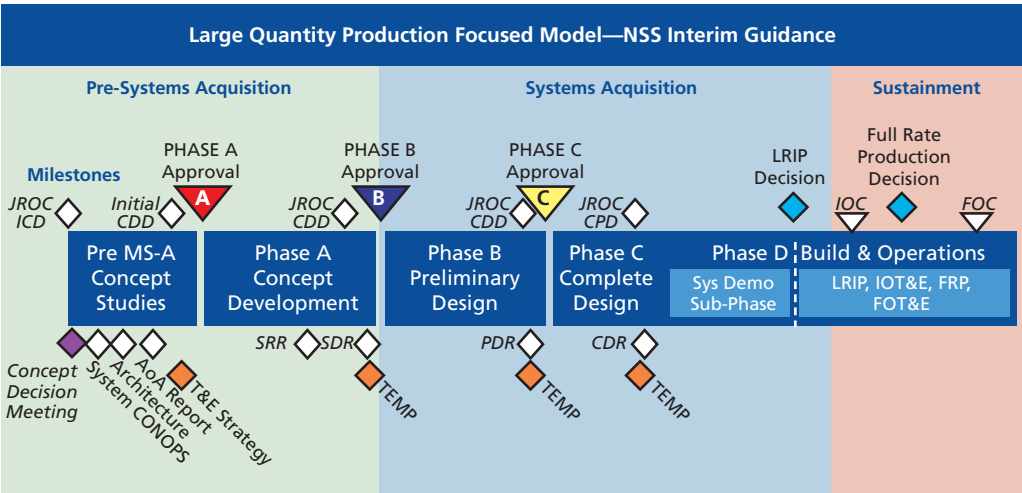 Large Quantity Production Focused Model—NSS Interim Guidance
Pre-Systems Acquisition
Systems Acquisition
Sustainment
Milestones
PHASE A
Approval
PHASE B
Approval
PHASE C
Approval
LRIP
Decision
Full Rate
Production
Decision
JROC
ICD
Initial
CDD
A
JROC
CDD
B
JROC
CDD
C
JROC
CPD
IOC
FOC
Pre MS-A
Concept
Studies
Phase A
Concept
Development
Phase B
Preliminary
Design
Phase C
Complete
Design
Phase D
Build & Operations
Sys Demo
Sub-Phase
LRIP, IOT&E, FRP,
FOT&E
Concept
Decision
Meeting
System CONOPS
Architecture
AoA Report
T&E Strategy
SRR
SDR
TEMP
PDR
TEMP
CDR
TEMP